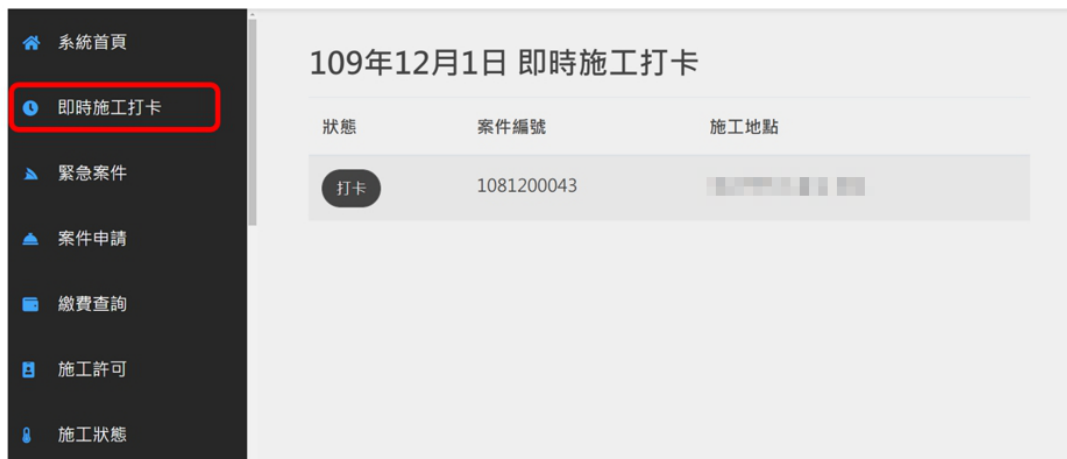 系統首頁
即時施工打卡
緊急案件
案件申請
繳費查詢
施工許可
施工狀態
109年12月1日 即時施工打卡
狀態 案件編號 施工地點
打卡 1081200043